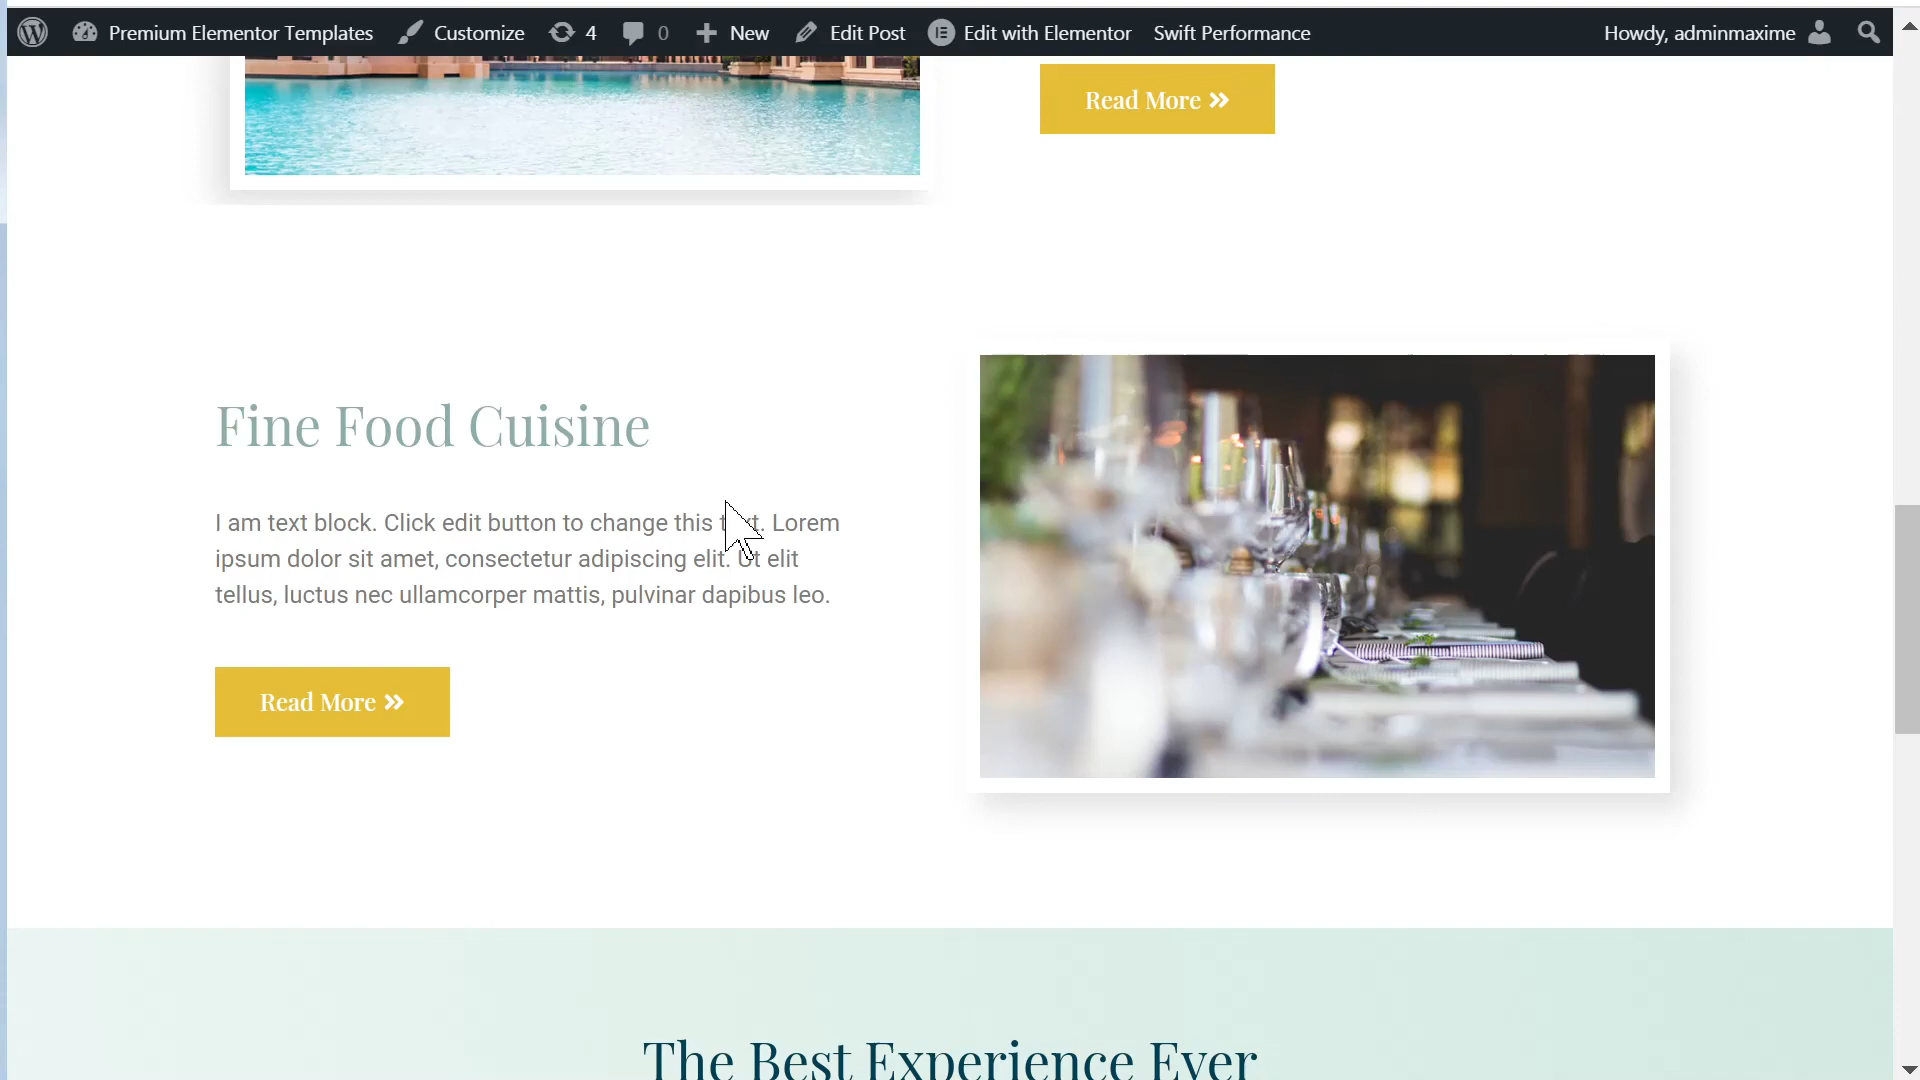 Premium Elementor Templates Customize 4 0 New Edit Post Edit with Elementor Swift Performance Howdy, adminmaxime
Read More
Fine Food Cuisine
I am text block. Click edit button to change this text. Lorem
ipsum dolor sit amet, consectetur adipiscing elit. Ut elit
tellus, luctus nec ullamcorper mattis, pulvinar dapibus leo.
Read More
The Best Experience Ever